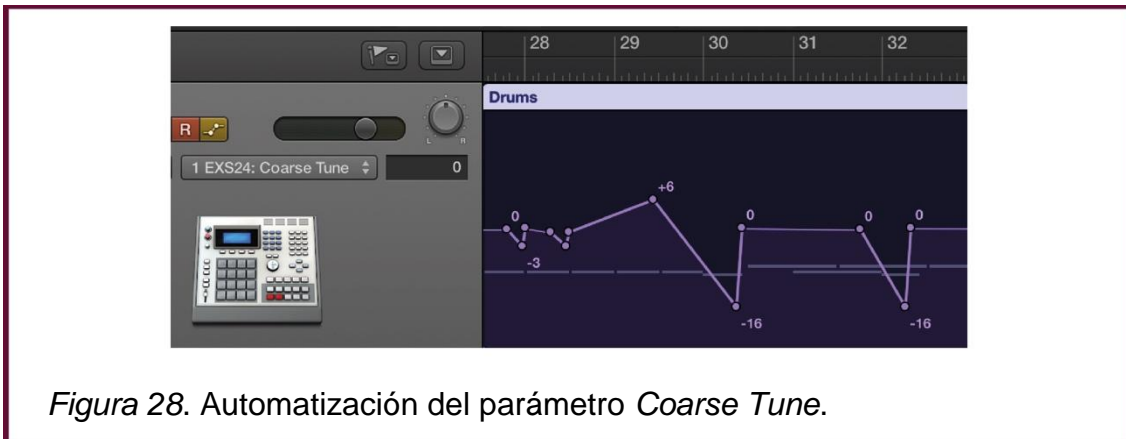 28 29 30 31 32
Drums
R
L R
1 EXS24: Coarse Tune 0
+6
0 0 0 0
-3
-16 -16
Figura 28. Automatización del parámetro Coarse Tune.